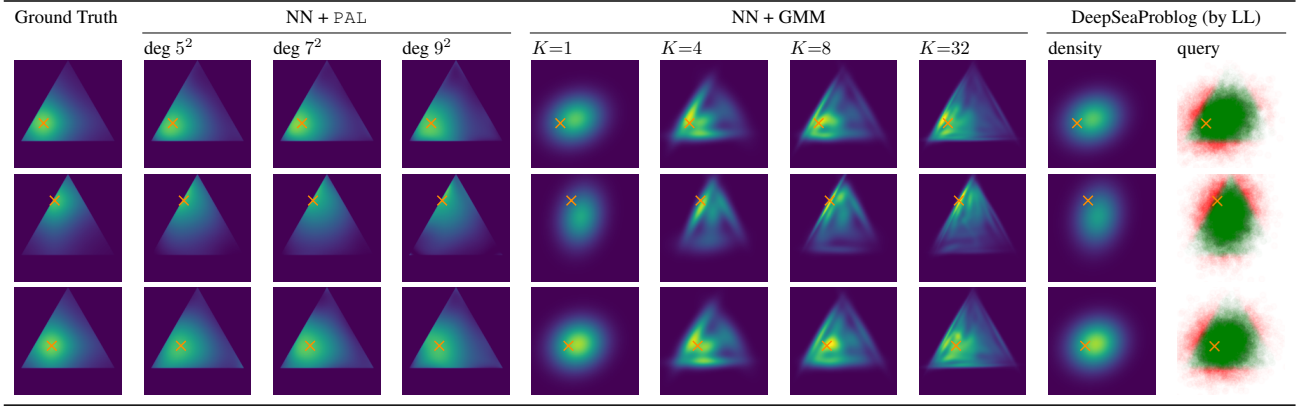 Ground Truth NN + PAL NN + GMM DeepSeaProblog (by LL)
deg 5² deg 7² deg 9² K=1 K=4 K=8 K=32 density query